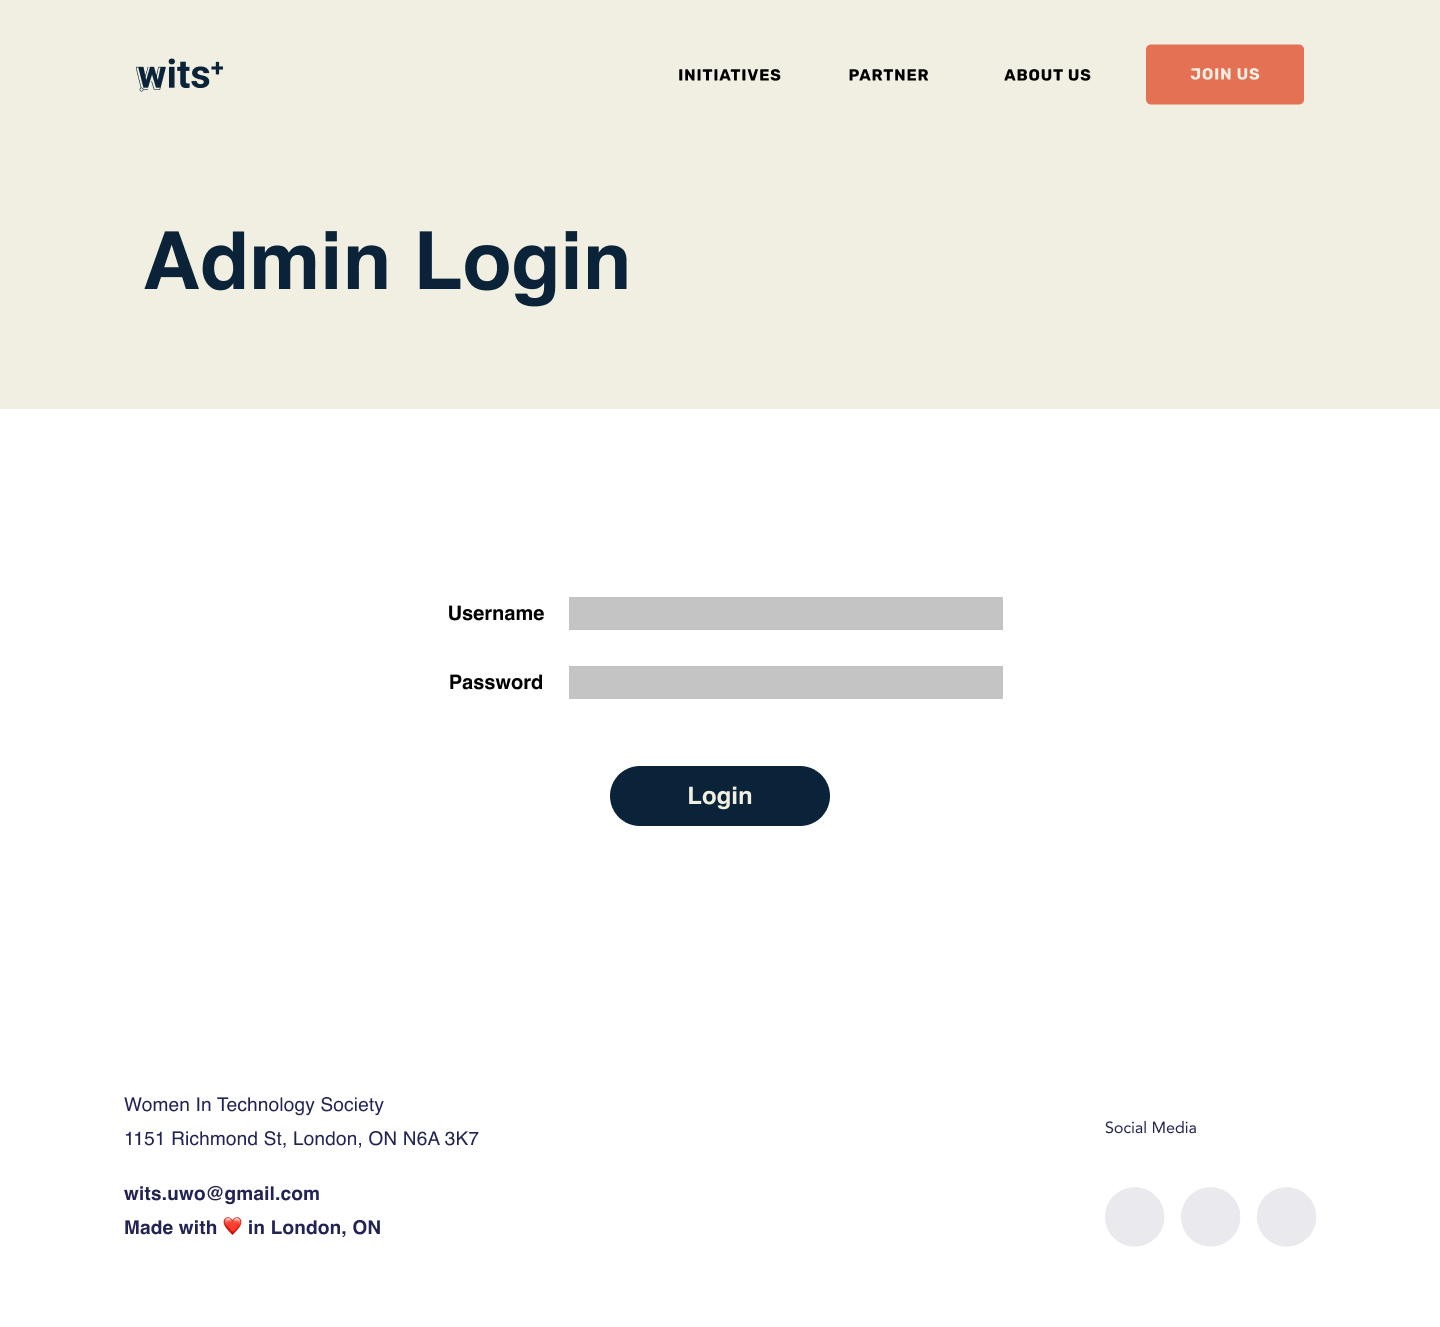 wits+
INITIATIVES
PARTNER
ABOUT US
JOIN US
Admin Login
Username
Password
Login
Women In Technology Society
1151 Richmond St, London, ON N6A 3K7
wits.uwo@gmail.com
Made with ❤️ in London, ON
Social Media